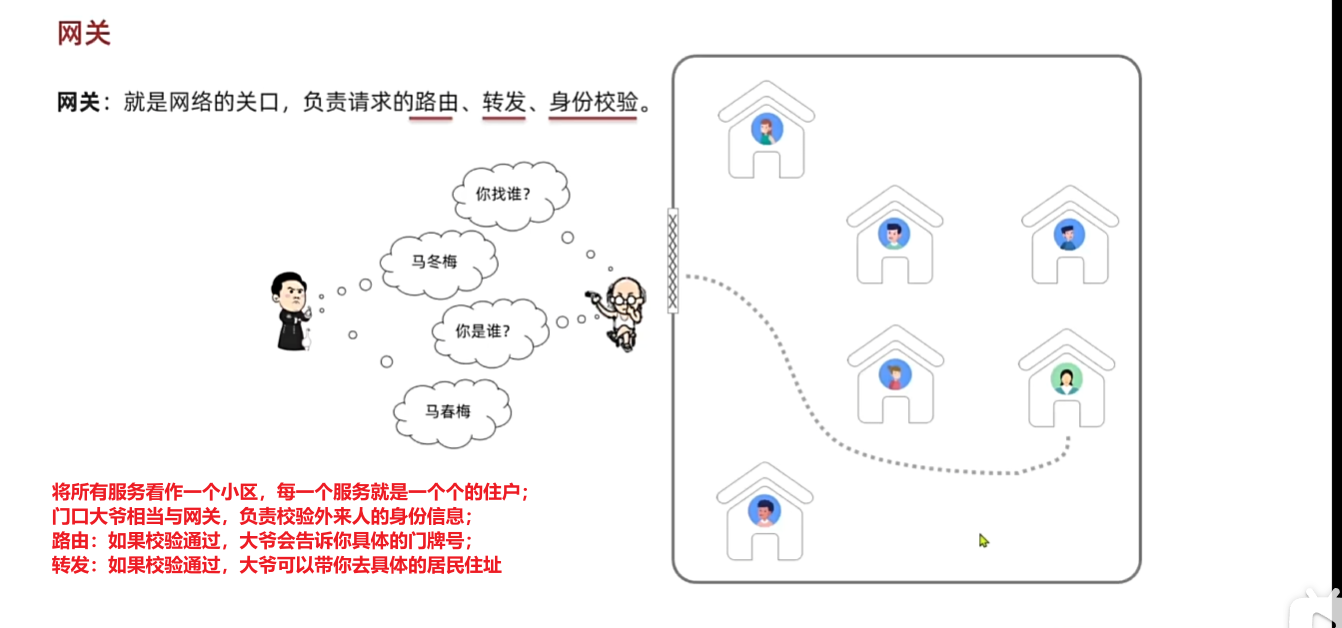 网关
网关：就是网络的关口，负责请求的路由、转发、身份校验。
你找谁？
马冬梅
你是谁？
马春梅
将所有服务看作一个小区，每一个服务就是一个个的住户；
门口大爷相当与网关，负责校验外来人的身份信息；
路由：如果校验通过，大爷会告诉你具体的门牌号；
转发：如果校验通过，大爷可以带你去具体的居民住址